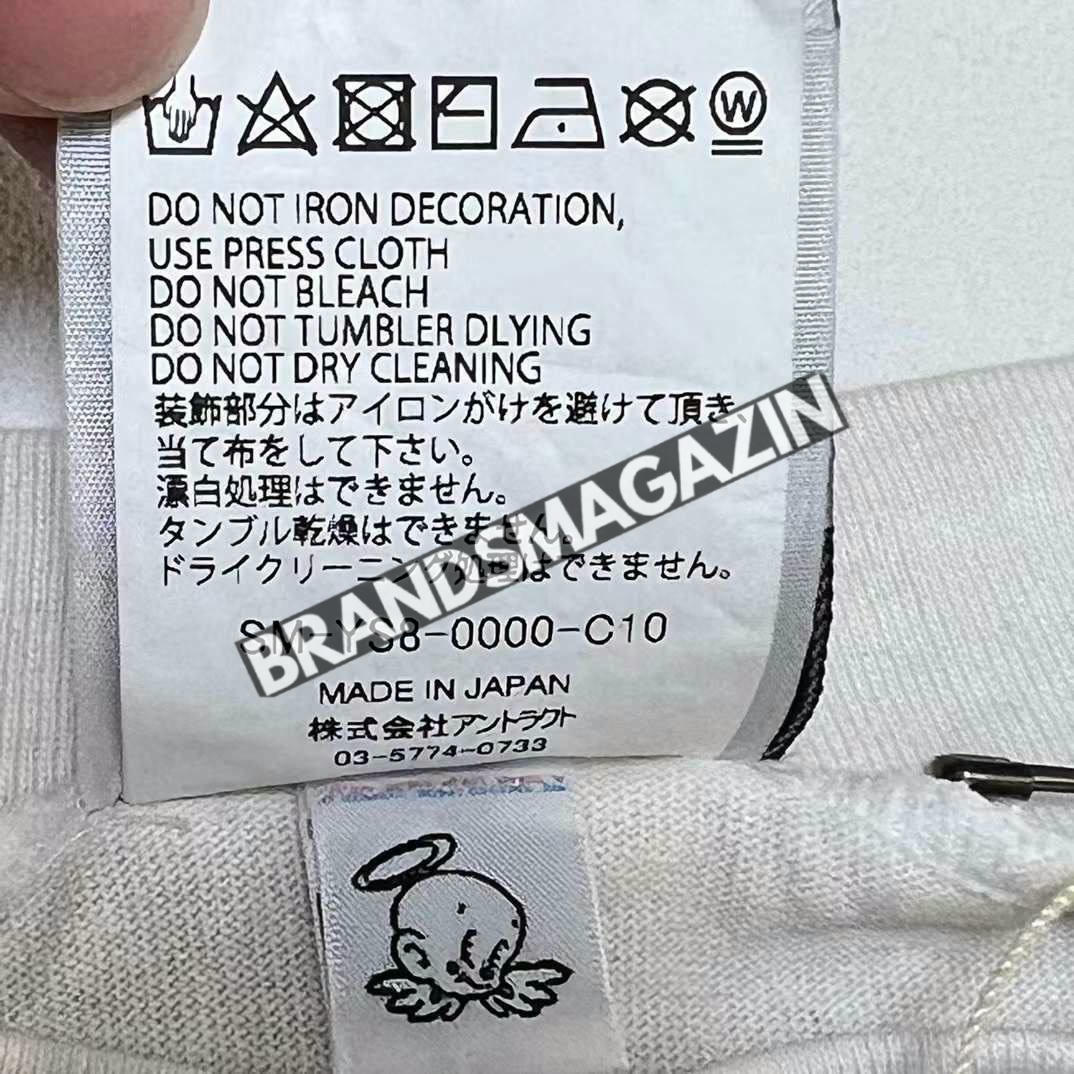 W
DO NOT IRON DECORATION,
USE PRESS CLOTH
DO NOT BLEACH
DO NOT TUMBLER DLYING
DO NOT DRY CLEANING
装飾部分はアイロンがけを避けて頂き
当て布をして下さい。
漂白処理はできません。
タンブル乾燥はできません。
ドライクリーニング処理はできません。
BRANDSMAGAZIN
-0000-C10
MADE IN JAPAN
株式会社アントラクト
03-5774-0733